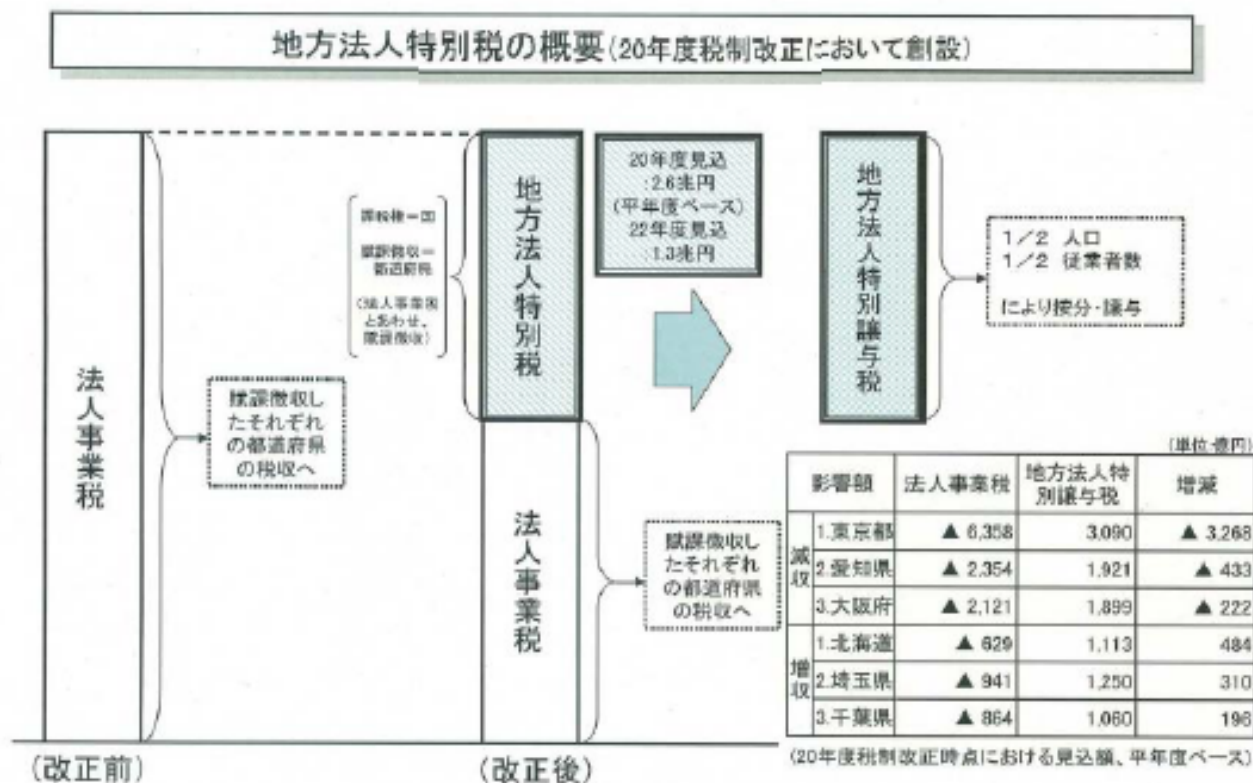 地方法人特別税の概要(20年度税制改正において創設)
法人事業税
賦課徴収し
たそれぞれ
の都道府県
の税収へ
(改正前)
課税権=国
賦課徴収=
都道府県
(法人事業税
とあわせ、
賦課徴収)
地方法人特別税
20年度見込
:2.6兆円
(平年度ベース)
22年度見込
:1.3兆円
法人事業税
賦課徴収し
たそれぞれ
の都道府県
の税収へ
(改正後)
地方法人特別譲与税
1/2 人口
1/2 従業者数
により按分・譲与
(単位:億円)
影響額 法人事業税 地方法人特別譲与税 増減
減収
1.東京都 ▲ 6,358 3,090 ▲ 3,268
2.愛知県 ▲ 2,354 1,921 ▲ 433
3.大阪府 ▲ 2,121 1,899 ▲ 222
増収
1.北海道 ▲ 629 1,113 484
2.埼玉県 ▲ 941 1,250 310
3.千葉県 ▲ 864 1,060 196
(20年度税制改正時点における見込額、平年度ベース)